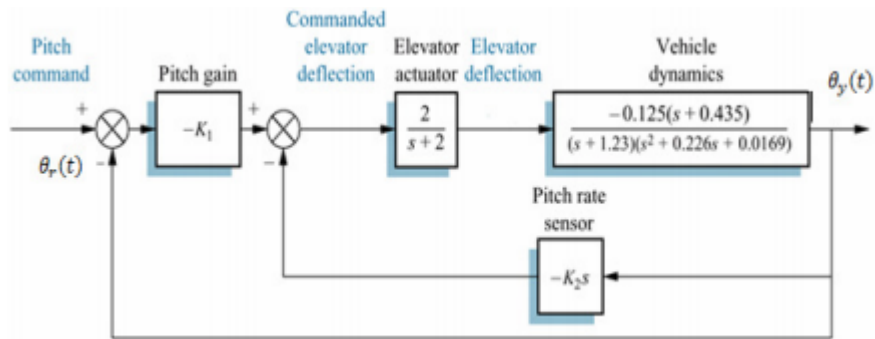 Pitch
command
Pitch gain
Commanded
elevator
deflection
Elevator
actuator
Elevator
deflection
Vehicle
dynamics
θy(t)
+
−
θr(t)
−K1
+
−
2
s + 2
−0.125(s + 0.435)
(s + 1.23)(s² + 0.226s + 0.0169)
Pitch rate
sensor
−K2s